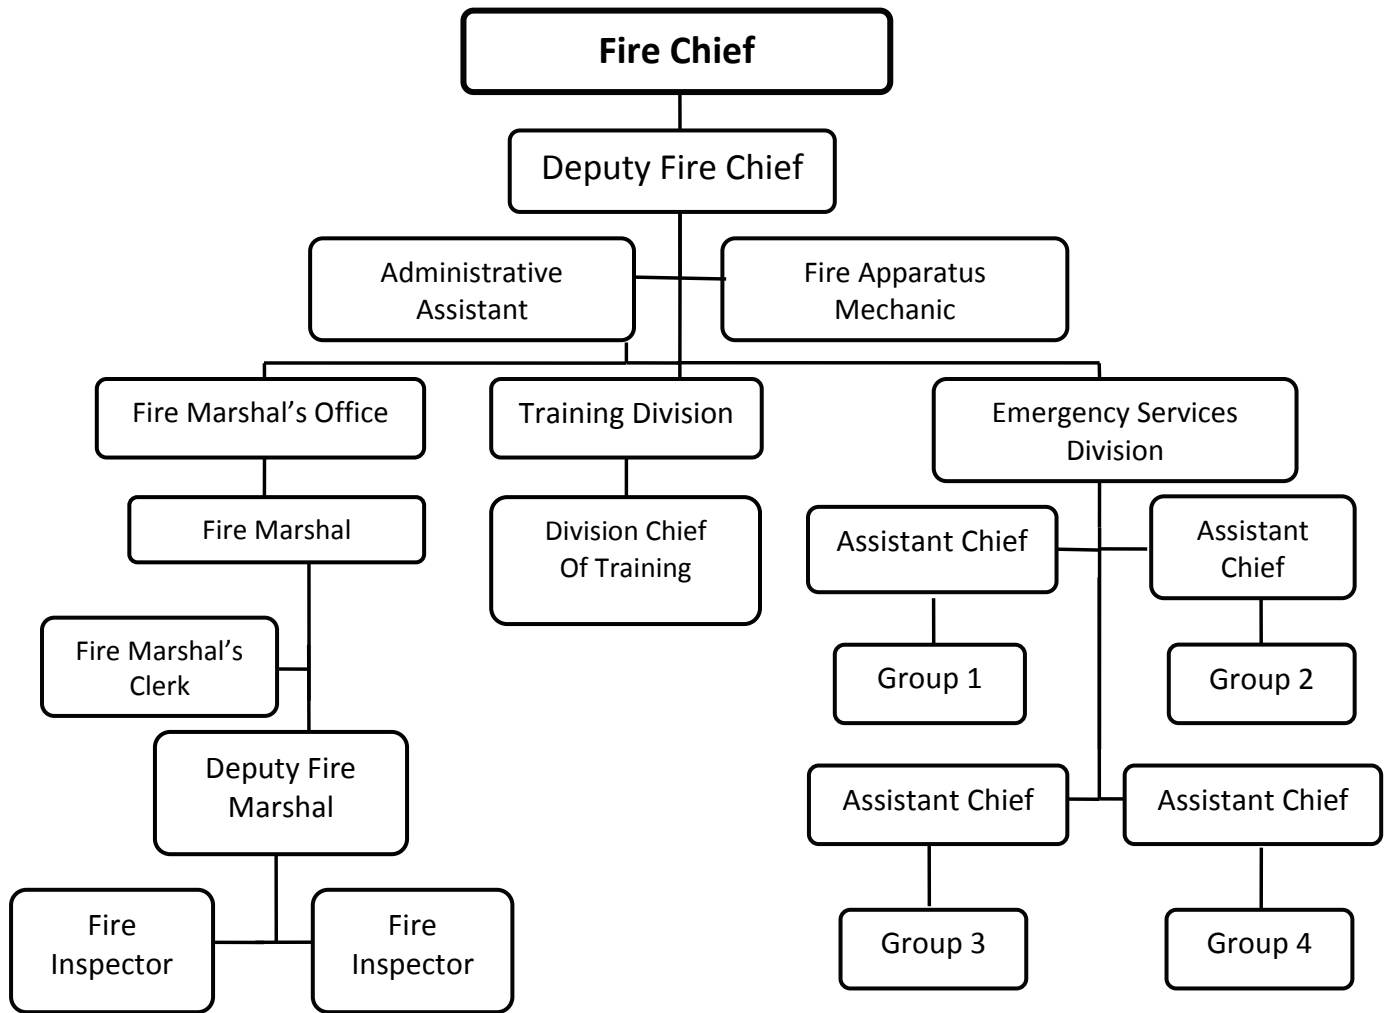 Fire Chief
Deputy Fire Chief
Administrative
Assistant
Fire Apparatus
Mechanic
Fire Marshal’s Office
Training Division
Emergency Services
Division
Fire Marshal
Division Chief
Of Training
Assistant Chief
Assistant
Chief
Fire Marshal’s
Clerk
Group 1
Group 2
Deputy Fire
Marshal
Assistant Chief
Assistant Chief
Fire
Inspector
Fire
Inspector
Group 3
Group 4